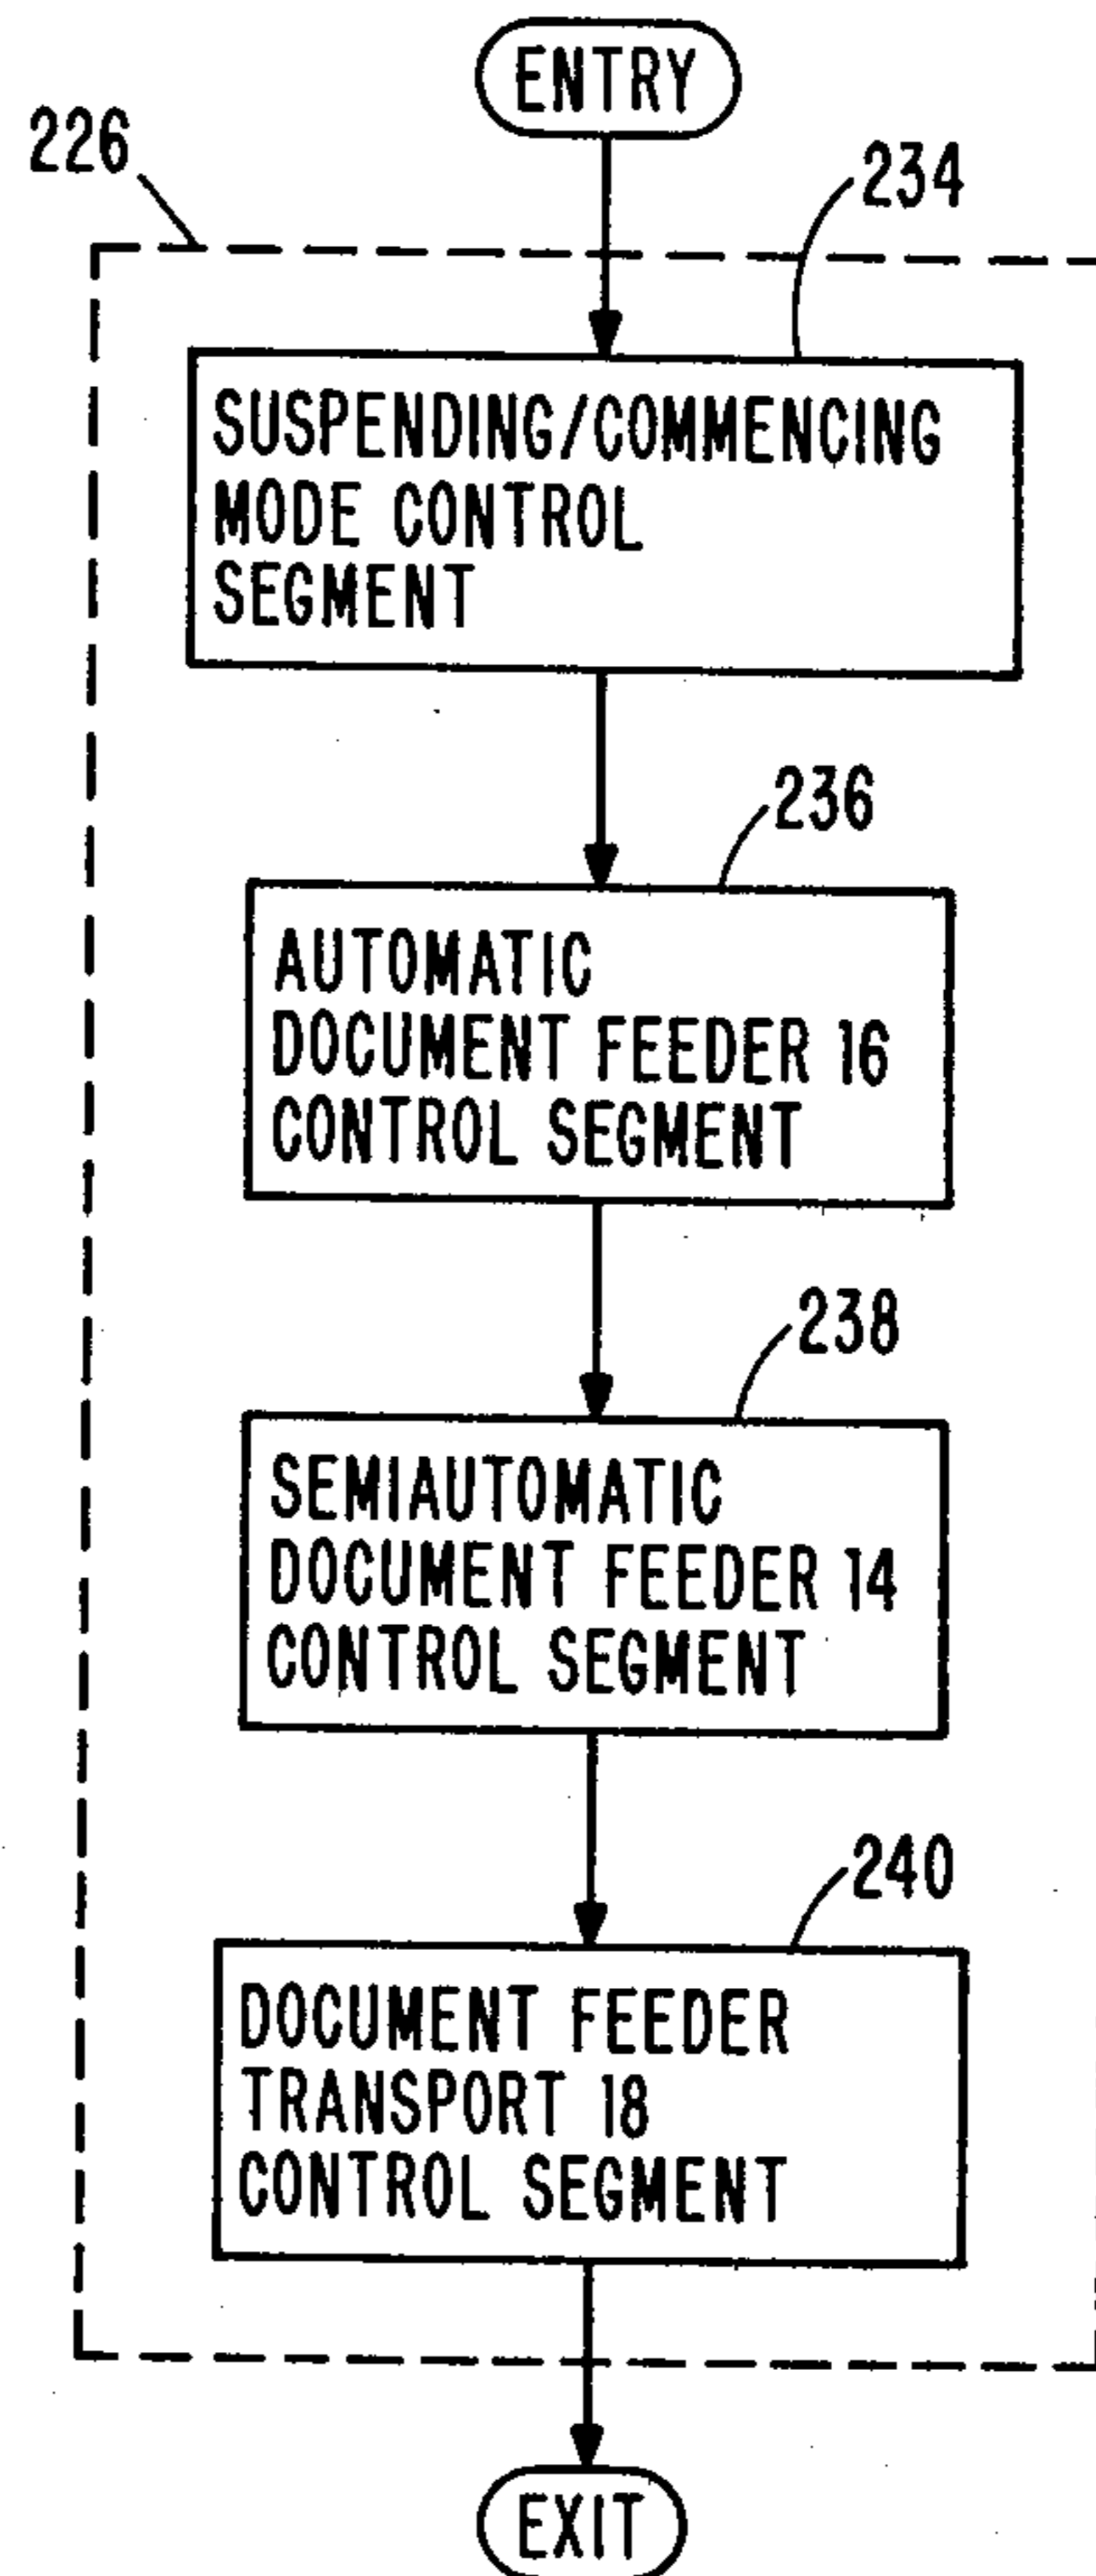 ENTRY
226
234
SUSPENDING/COMMENCING
MODE CONTROL
SEGMENT
236
AUTOMATIC
DOCUMENT FEEDER 16
CONTROL SEGMENT
238
SEMIAUTOMATIC
DOCUMENT FEEDER 14
CONTROL SEGMENT
240
DOCUMENT FEEDER
TRANSPORT 18
CONTROL SEGMENT
EXIT